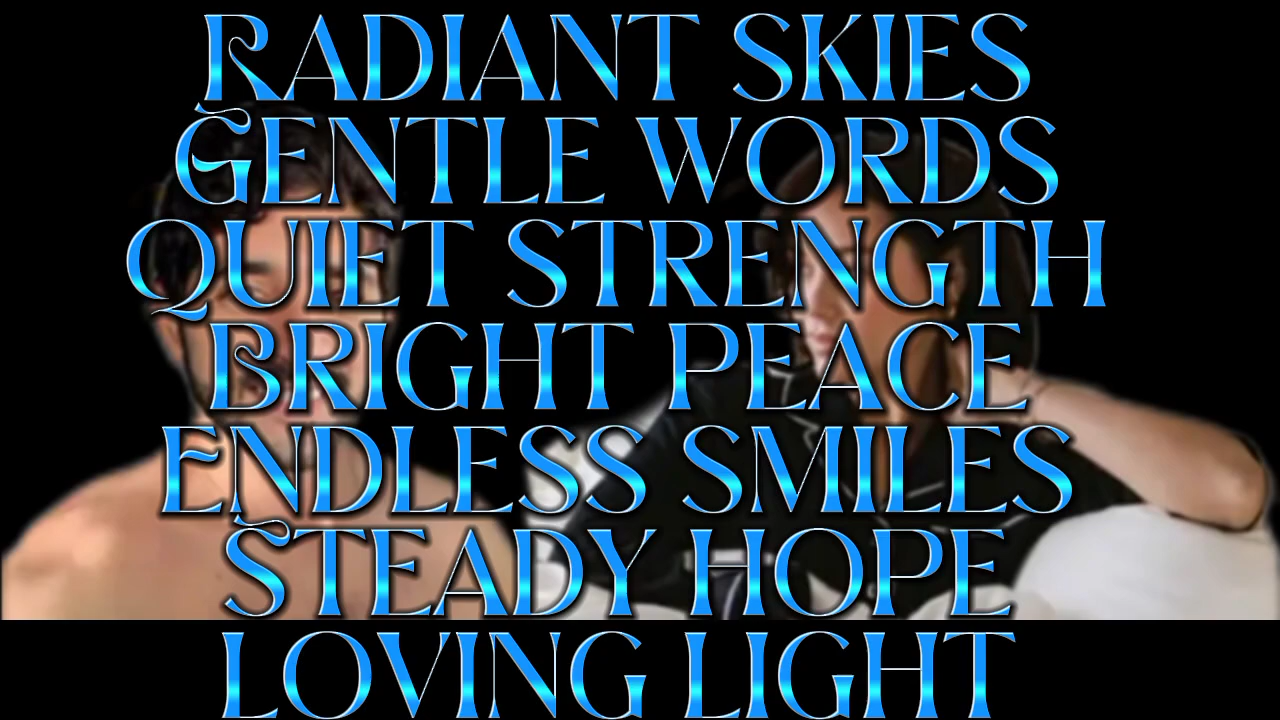 RADIANT SKIES
GENTLE WORDS
QUIET STRENGTH
BRIGHT PEACE
ENDLESS SMILES
STEADY HOPE
LOVING LIGHT